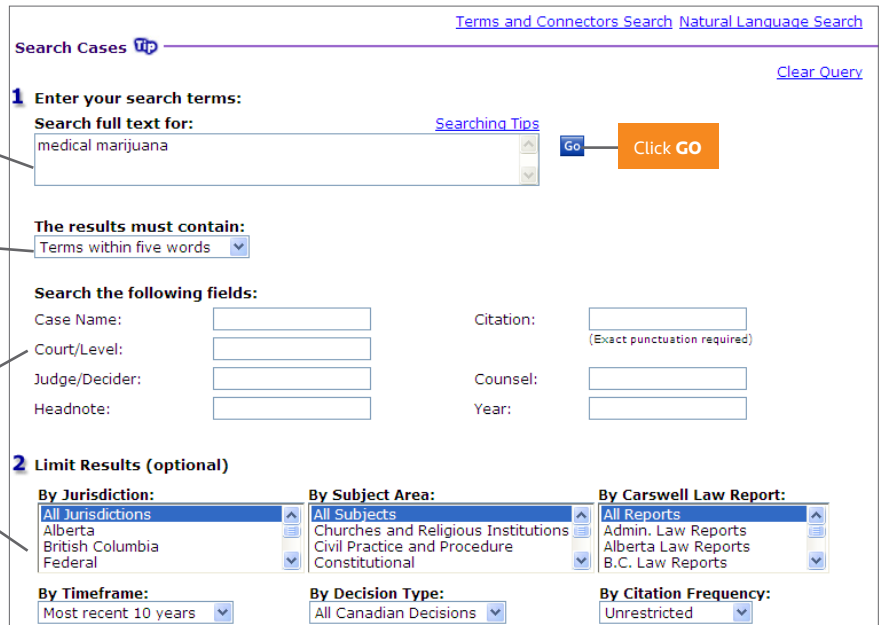 Terms and Connectors Search Natural Language Search
Search Cases Tip
Clear Query
1 Enter your search terms:
Search full text for: Searching Tips
medical marijuana
Go Click GO
The results must contain:
Terms within five words
Search the following fields:
Case Name: Citation:
(Exact punctuation required)
Court/Level:
Judge/Decider: Counsel:
Headnote: Year:
2 Limit Results (optional)
By Jurisdiction: By Subject Area: By Carswell Law Report:
All Jurisdictions All Subjects All Reports
Alberta Churches and Religious Institutions Admin. Law Reports
British Columbia Civil Practice and Procedure Alberta Law Reports
Federal Constitutional B.C. Law Reports
By Timeframe: By Decision Type: By Citation Frequency:
Most recent 10 years All Canadian Decisions Unrestricted